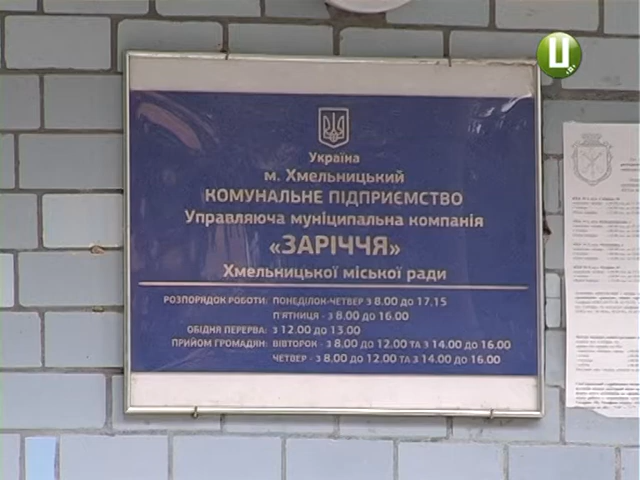 Ц
Україна
м. Хмельницький
КОМУНАЛЬНЕ ПІДПРИЄМСТВО
Управляюча муніципальна компанія
«ЗАРІЧЧЯ»
Хмельницької міської ради
РОЗПОРЯДОК РОБОТИ: ПОНЕДІЛОК-ЧЕТВЕР З 8.00 ДО 17.15
П'ЯТНИЦЯ - З 8.00 ДО 16.00
ОБІДНЯ ПЕРЕРВА: З 12.00 ДО 13.00
ПРИЙОМ ГРОМАДЯН: ВІВТОРОК - З 8.00 ДО 12.00 ТА З 14.00 ДО 16.00
ЧЕТВЕР - З 8.00 ДО 12.00 ТА З 14.00 ДО 16.00